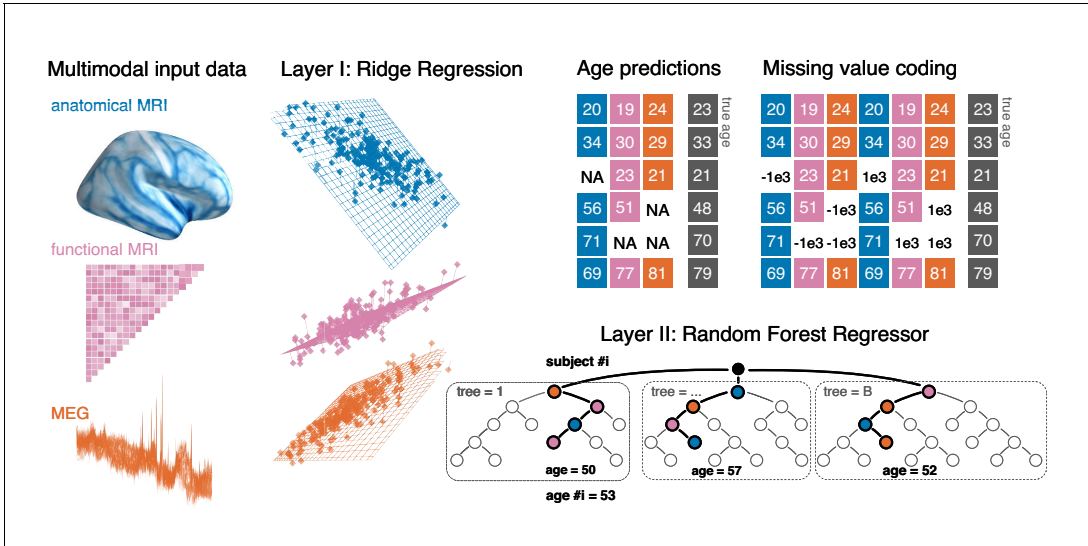 Multimodal input data
anatomical MRI
functional MRI
MEG
Layer I: Ridge Regression
Age predictions
20 19 24 23
34 30 29 33
NA 23 21 21
56 51 NA 48
71 NA NA 70
69 77 81 79
true age
Missing value coding
20 19 24 20 19 24 23
34 30 29 34 30 29 33
-1e3 23 21 1e3 23 21 21
56 51 -1e3 56 51 1e3 48
71 -1e3 -1e3 71 1e3 1e3 70
69 77 81 69 77 81 79
true age
Layer II: Random Forest Regressor
subject #i
tree = 1
tree = ...
tree = B
age = 50
age = 57
age = 52
age #i = 53